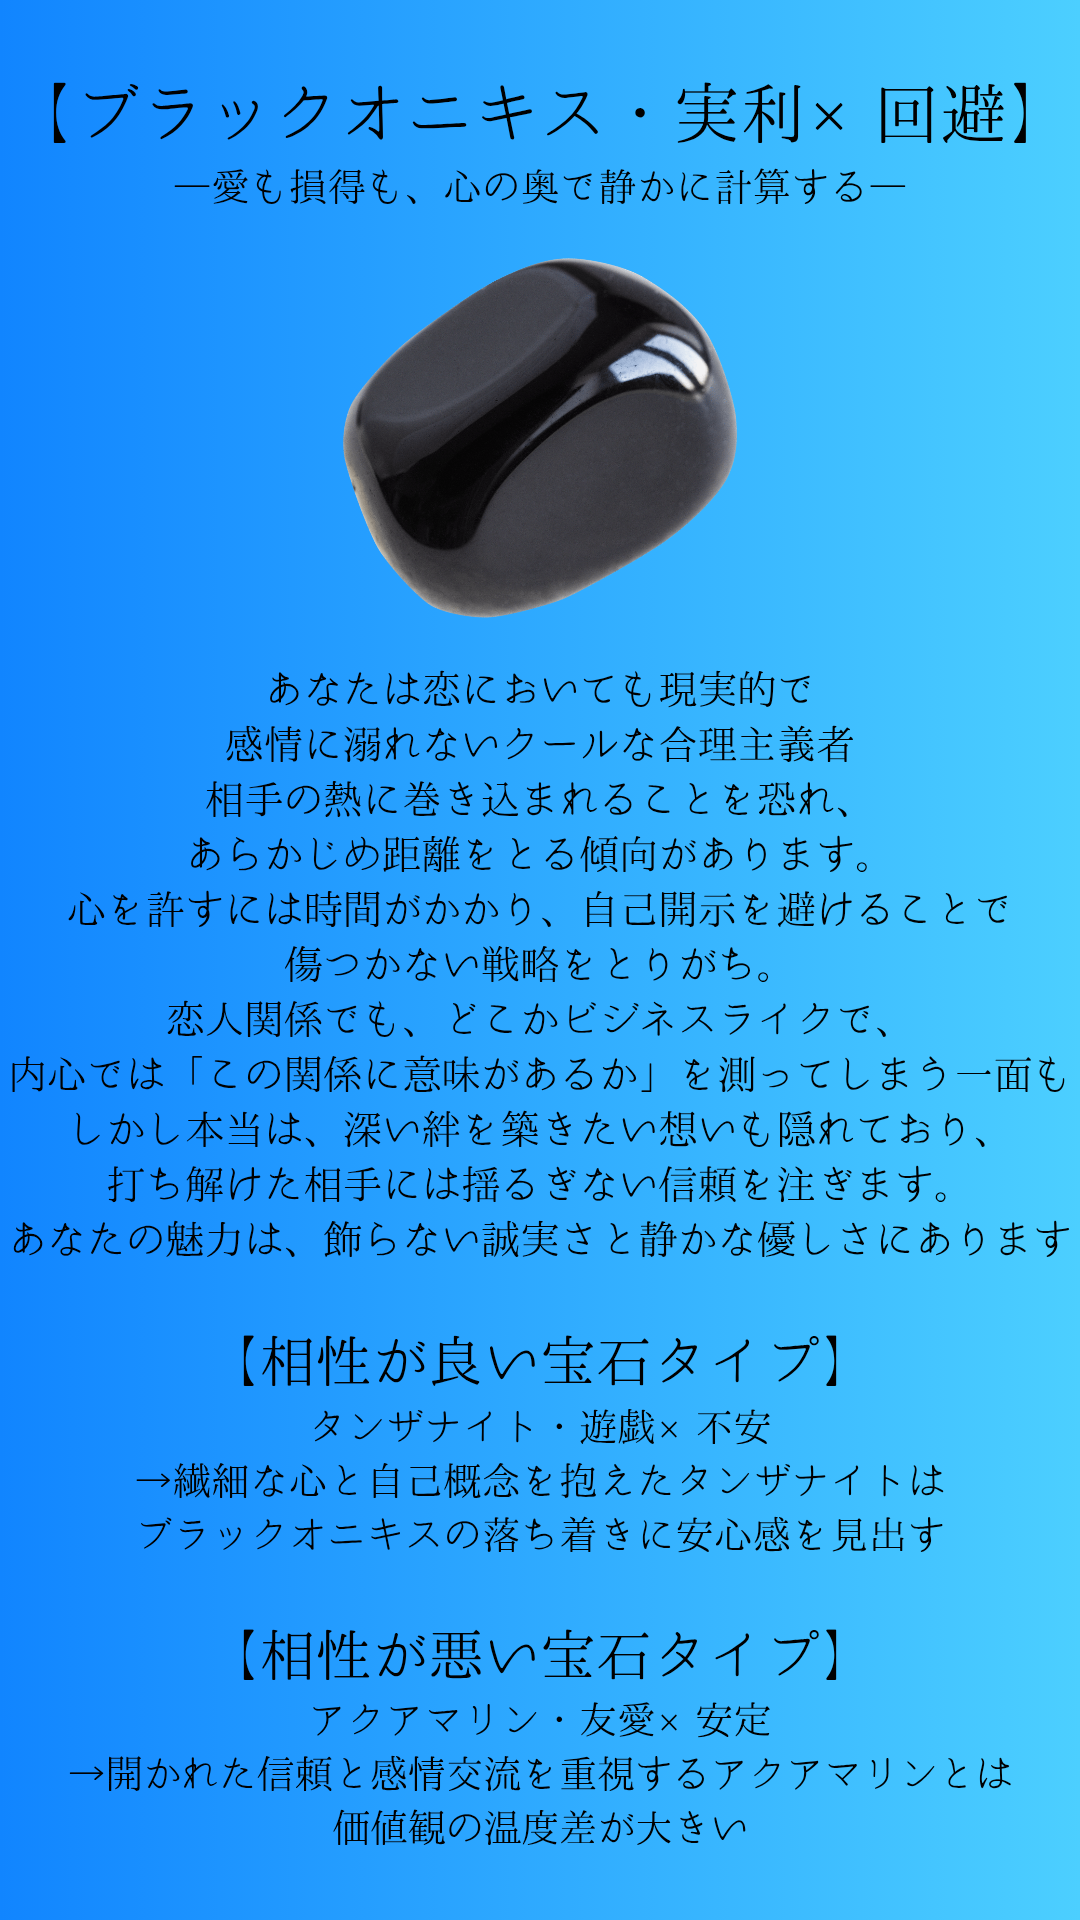 【ブラックオニキス・実利× 回避】
―愛も損得も、心の奥で静かに計算する―
あなたは恋においても現実的で
感情に溺れないクールな合理主義者
相手の熱に巻き込まれることを恐れ、
あらかじめ距離をとる傾向があります。
心を許すには時間がかかり、自己開示を避けることで
傷つかない戦略をとりがち。
恋人関係でも、どこかビジネスライクで、
内心では「この関係に意味があるか」を測ってしまう一面も
しかし本当は、深い絆を築きたい想いも隠れており、
打ち解けた相手には揺るぎない信頼を注ぎます。
あなたの魅力は、飾らない誠実さと静かな優しさにあります
【相性が良い宝石タイプ】
タンザナイト・遊戯× 不安
→繊細な心と自己概念を抱えたタンザナイトは
ブラックオニキスの落ち着きに安心感を見出す
【相性が悪い宝石タイプ】
アクアマリン・友愛× 安定
→開かれた信頼と感情交流を重視するアクアマリンとは
価値観の温度差が大きい